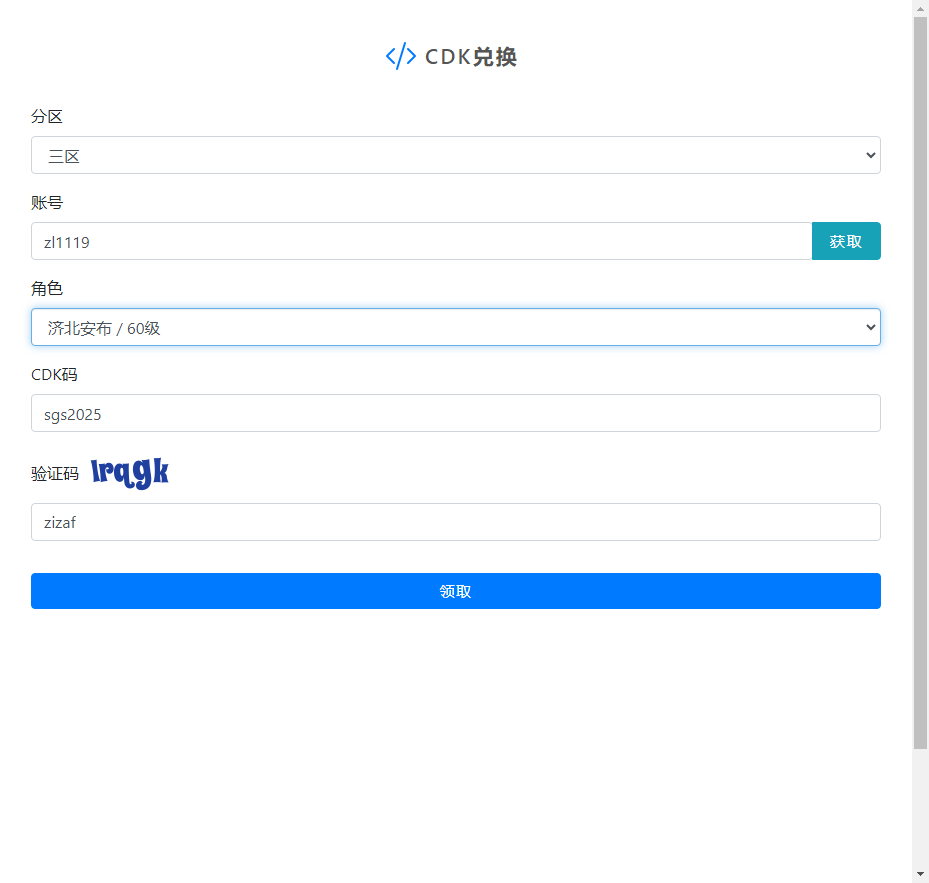 CDK兑换
分区
三区
账号
zl1119
获取
角色
济北安布 / 60级
CDK码
sgs2025
验证码 lrqgk
zizaf
领取